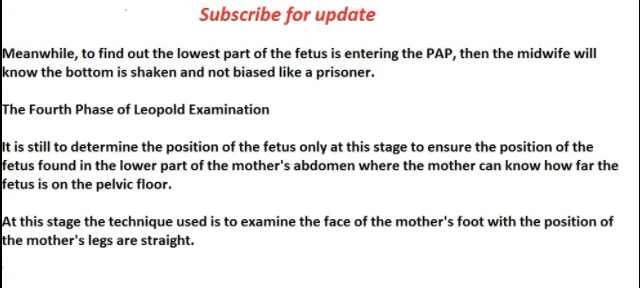 Subscribe for update
Meanwhile, to find out the lowest part of the fetus is entering the PAP, then the midwife will
know the bottom is shaken and not biased like a prisoner.
The Fourth Phase of Leopold Examination
It is still to determine the position of the fetus only at this stage to ensure the position of the
fetus found in the lower part of the mother's abdomen where the mother can know how far the
fetus is on the pelvic floor.
At this stage the technique used is to examine the face of the mother's foot with the position of
the mother's legs are straight.